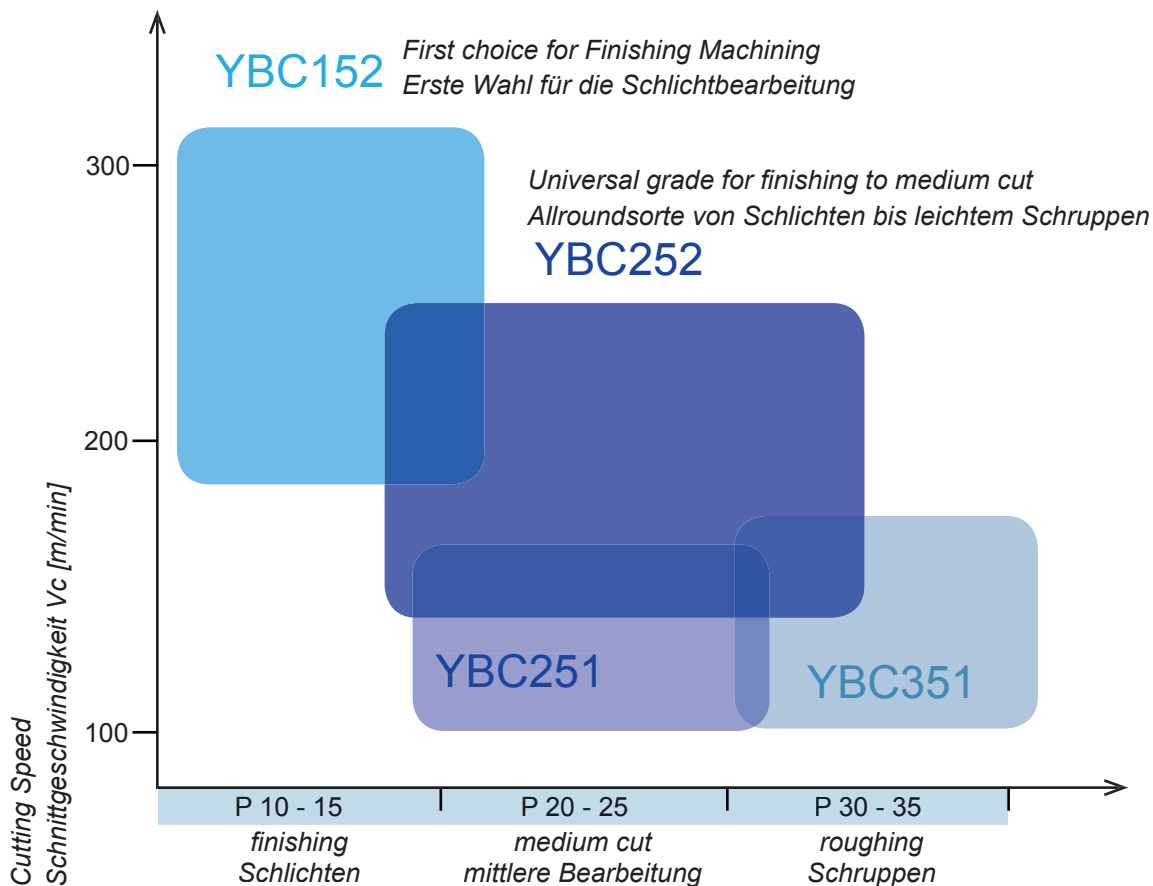 YBC152
First choice for Finishing Machining
Erste Wahl für die Schlichtbearbeitung
300
Universal grade for finishing to medium cut
Allroundsorte von Schlichten bis leichtem Schruppen
YBC252
200
YBC251
YBC351
100
Cutting Speed
Schnittgeschwindigkeit Vc [m/min]
P 10 - 15
P 20 - 25
P 30 - 35
finishing
Schlichten
medium cut
mittlere Bearbeitung
roughing
Schruppen